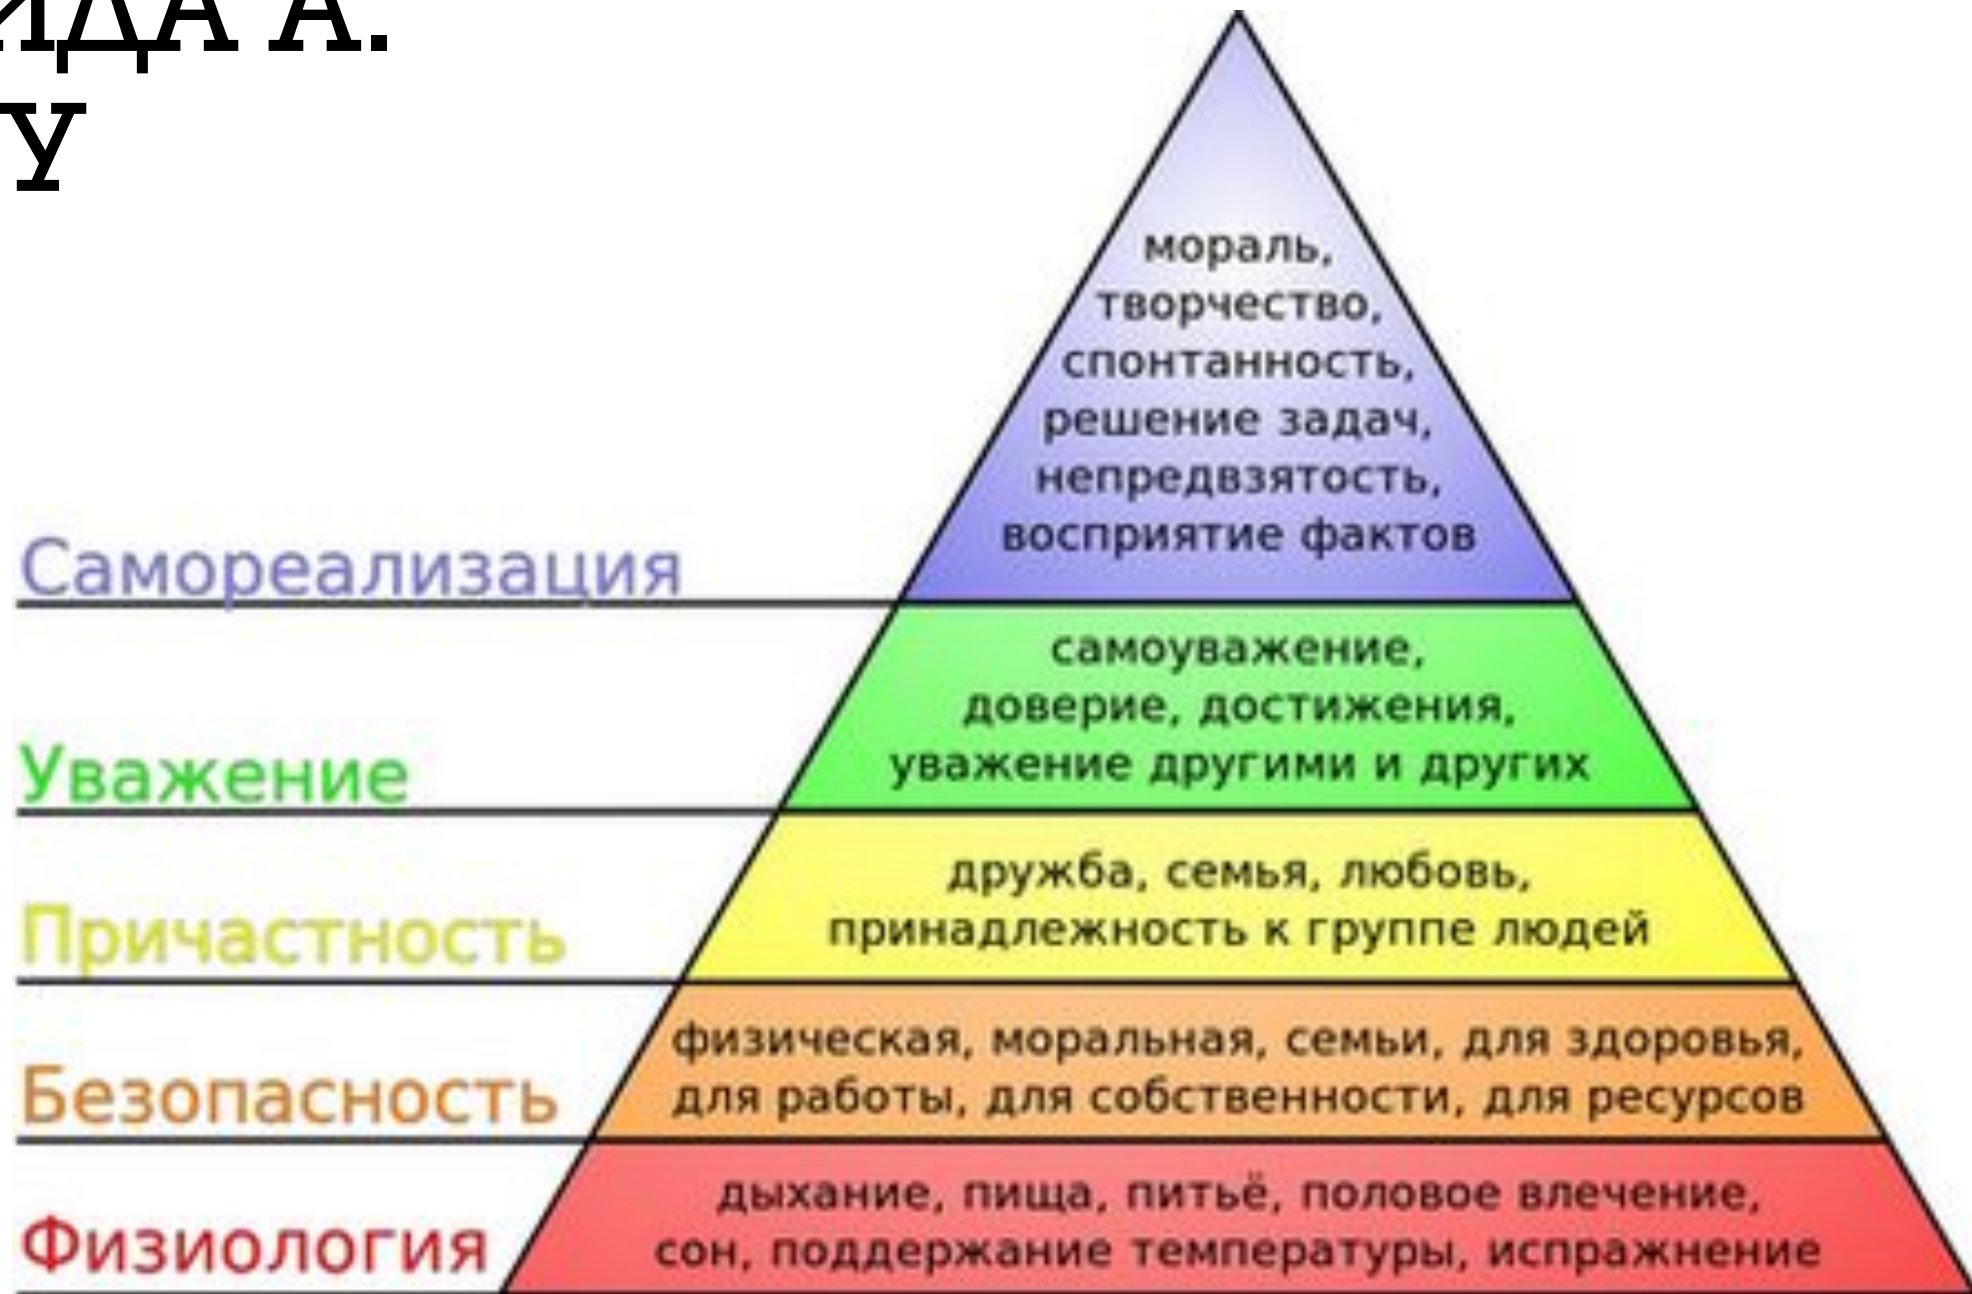 ИДА А.
У
мораль,
творчество,
спонтанность,
решение задач,
непредвзятость,
восприятие фактов
Самореализация
самоуважение,
доверие, достижения,
уважение другими и других
Уважение
дружба, семья, любовь,
принадлежность к группе людей
Причастность
физическая, моральная, семьи, для здоровья,
для работы, для собственности, для ресурсов
Безопасность
дыхание, пища, питьё, половое влечение,
сон, поддержание температуры, испражнение
Физиология